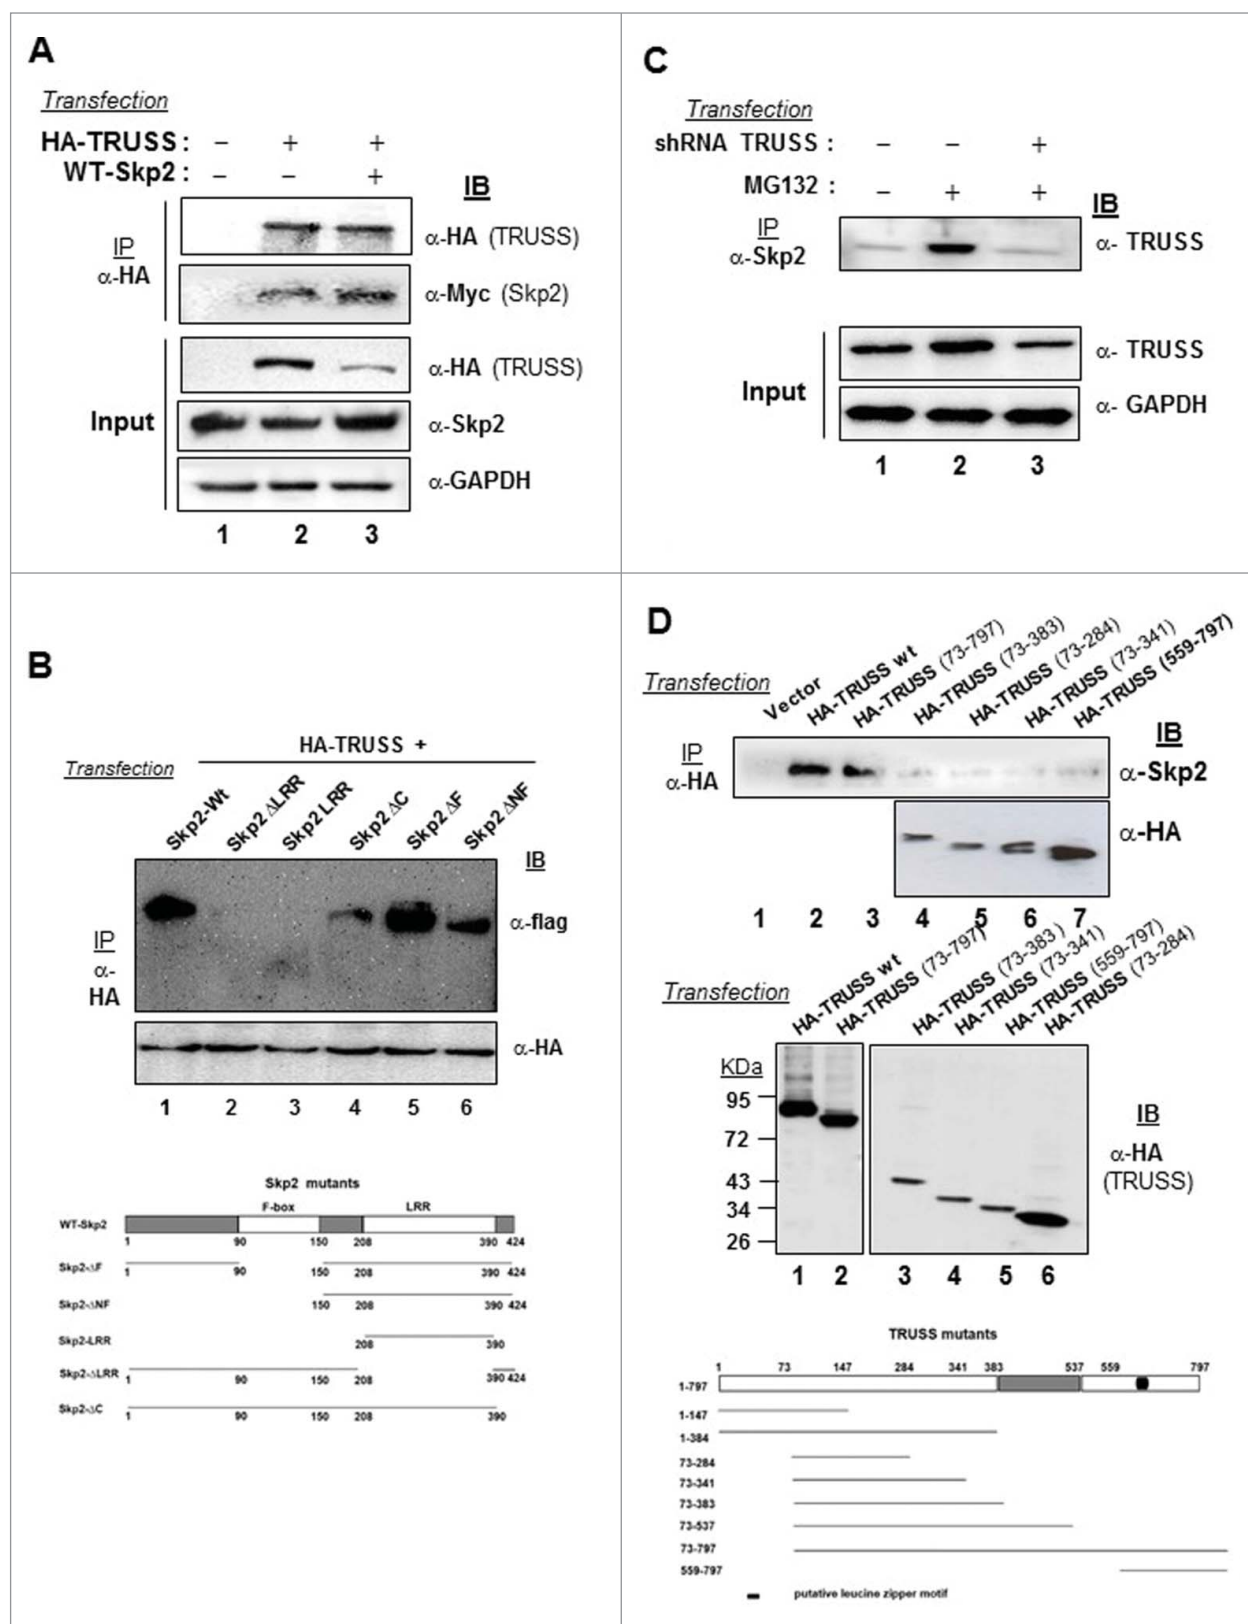 A
Transfection
HA-TRUSS : – + +
WT-Skp2 : – – +
IB
IP
α-HA
α-HA (TRUSS)
α-Myc (Skp2)
Input
α-HA (TRUSS)
α-Skp2
α-GAPDH
1 2 3
C
Transfection
shRNA TRUSS : – – +
MG132 : – + +
IB
IP
α-Skp2
α- TRUSS
Input
α- TRUSS
α- GAPDH
1 2 3
B
HA-TRUSS +
Transfection
Skp2-Wt
Skp2 ΔLRR
Skp2 LRR
Skp2 ΔC
Skp2 ΔF
Skp2 ΔNF
IB
IP
α-
HA
α-flag
α-HA
1 2 3 4 5 6
Skp2 mutants
F-box LRR
WT-Skp2
1 90 150 208 390 424
Skp2-ΔF
1 90 150 208 390 424
Skp2-ΔNF
150 208 390 424
Skp2-LRR
208 390
Skp2-ΔLRR
1 90 150 208 390 424
Skp2-ΔC
1 90 150 208 390
D
Transfection
Vector
HA-TRUSS wt
HA-TRUSS (73-797)
HA-TRUSS (73-383)
HA-TRUSS (73-284)
HA-TRUSS (73-341)
HA-TRUSS (559-797)
IP
α-HA
IB
α-Skp2
α-HA
1 2 3 4 5 6 7
Transfection
HA-TRUSS wt
HA-TRUSS (73-797)
HA-TRUSS (73-383)
HA-TRUSS (73-341)
HA-TRUSS (559-797)
HA-TRUSS (73-284)
KDa
95
72
43
34
26
IB
α-HA
(TRUSS)
1 2 3 4 5 6
TRUSS mutants
1 73 147 284 341 383 537 559 797
1-797
1-147
1-384
73-284
73-341
73-383
73-537
73-797
559-797
putative leucine zipper motif